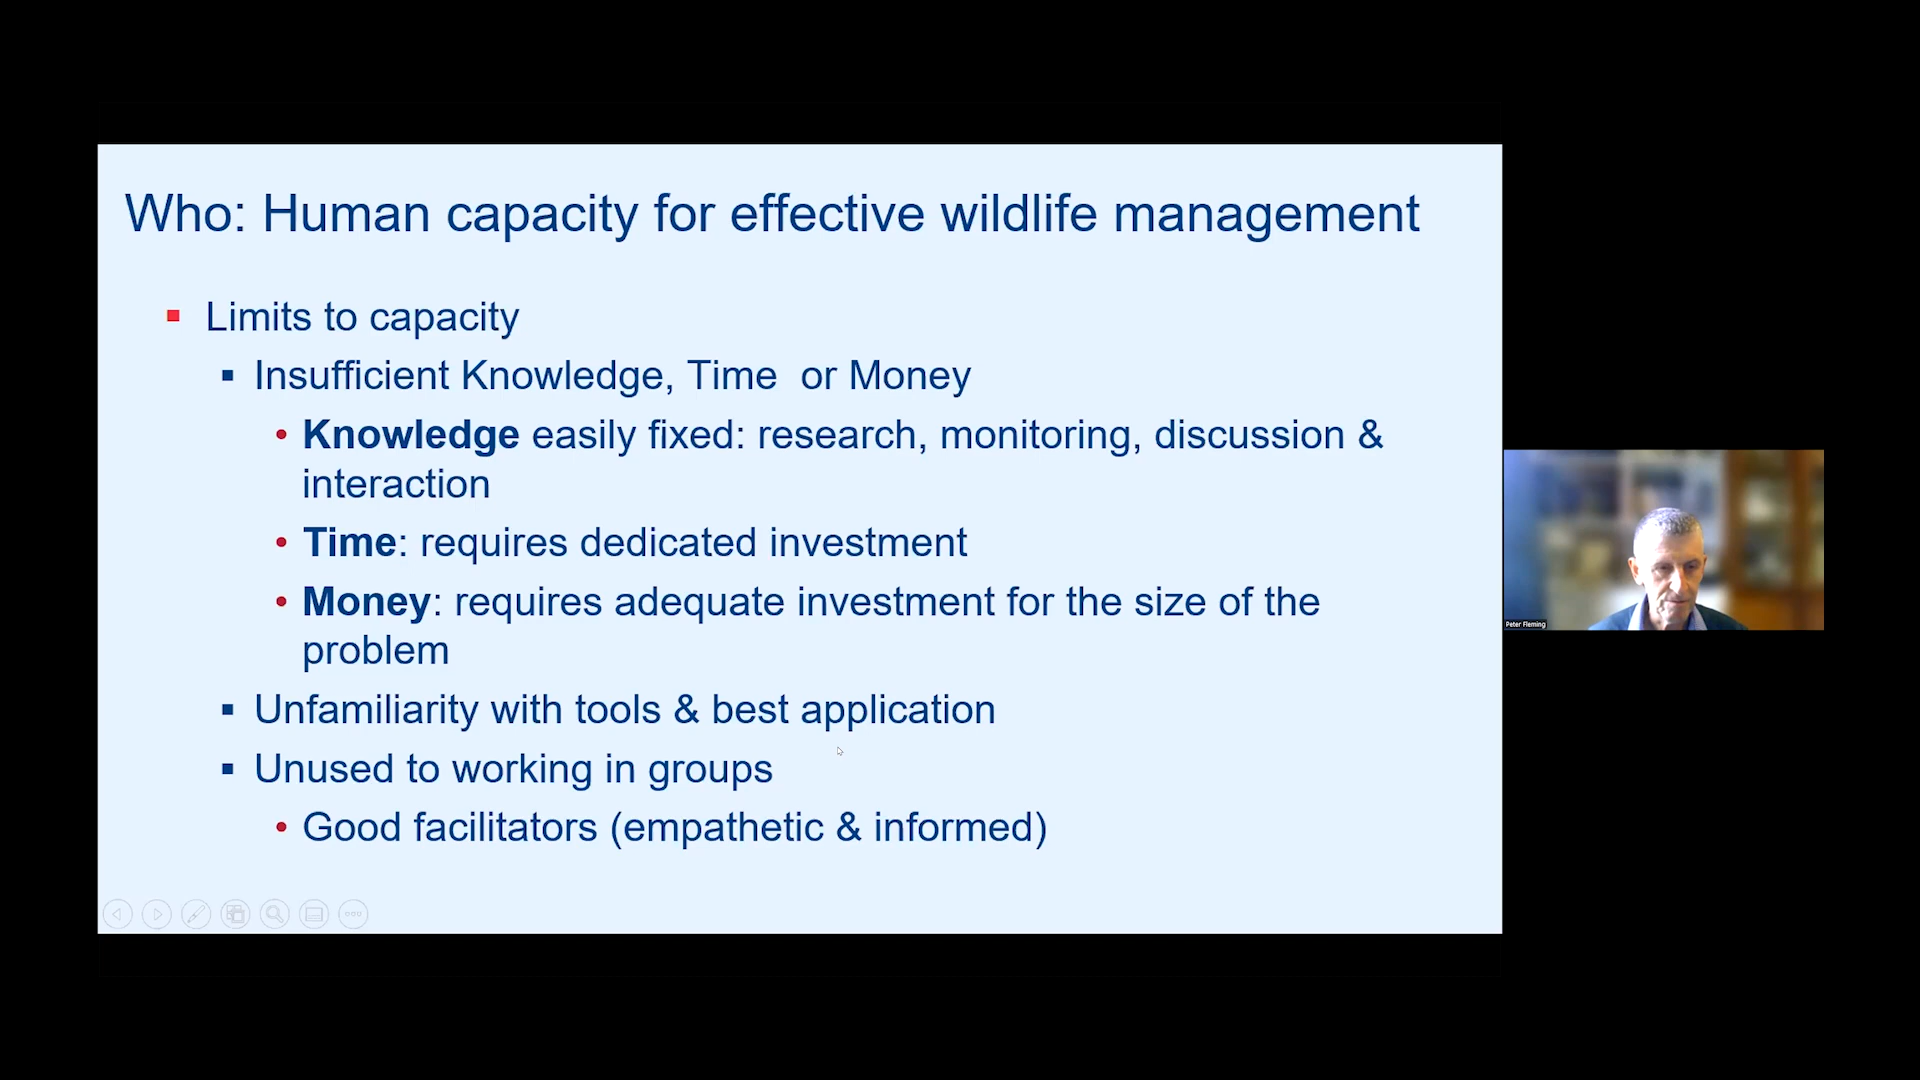 Who: Human capacity for effective wildlife management
Limits to capacity
Insufficient Knowledge, Time  or Money
Knowledge easily fixed: research, monitoring, discussion &
interaction
Time: requires dedicated investment
Money: requires adequate investment for the size of the
problem
Unfamiliarity with tools & best application
Unused to working in groups
Good facilitators (empathetic & informed)
Peter Fleming